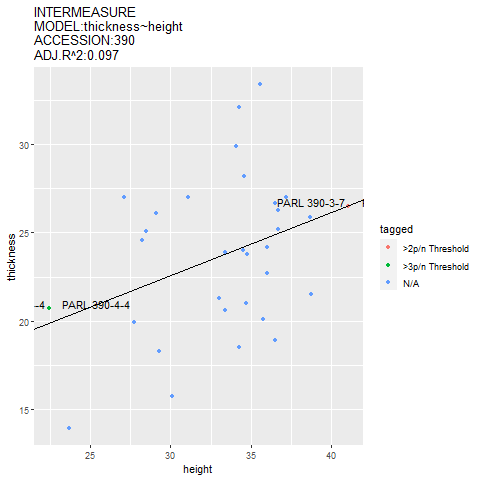 INTERMEASURE
MODEL:thickness~height
ACCESSION:390
ADJ.R^2:0.097
30
25
20
15
thickness
PARL 390-3-7
1
-4
PARL 390-4-4
25
30
35
40
height
tagged
>2p/n Threshold
>3p/n Threshold
N/A